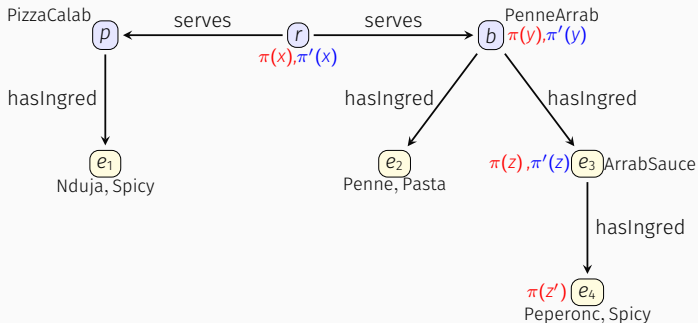 PizzaCalab
p
serves
r
serves
PenneArrab
b
π(y),π′(y)
π(x),π′(x)
hasIngred
hasIngred
hasIngred
e₁
Nduja, Spicy
e₂
Penne, Pasta
π(z) ,π′(z)
e₃
ArrabSauce
hasIngred
π(z′)
e₄
Peperonc, Spicy